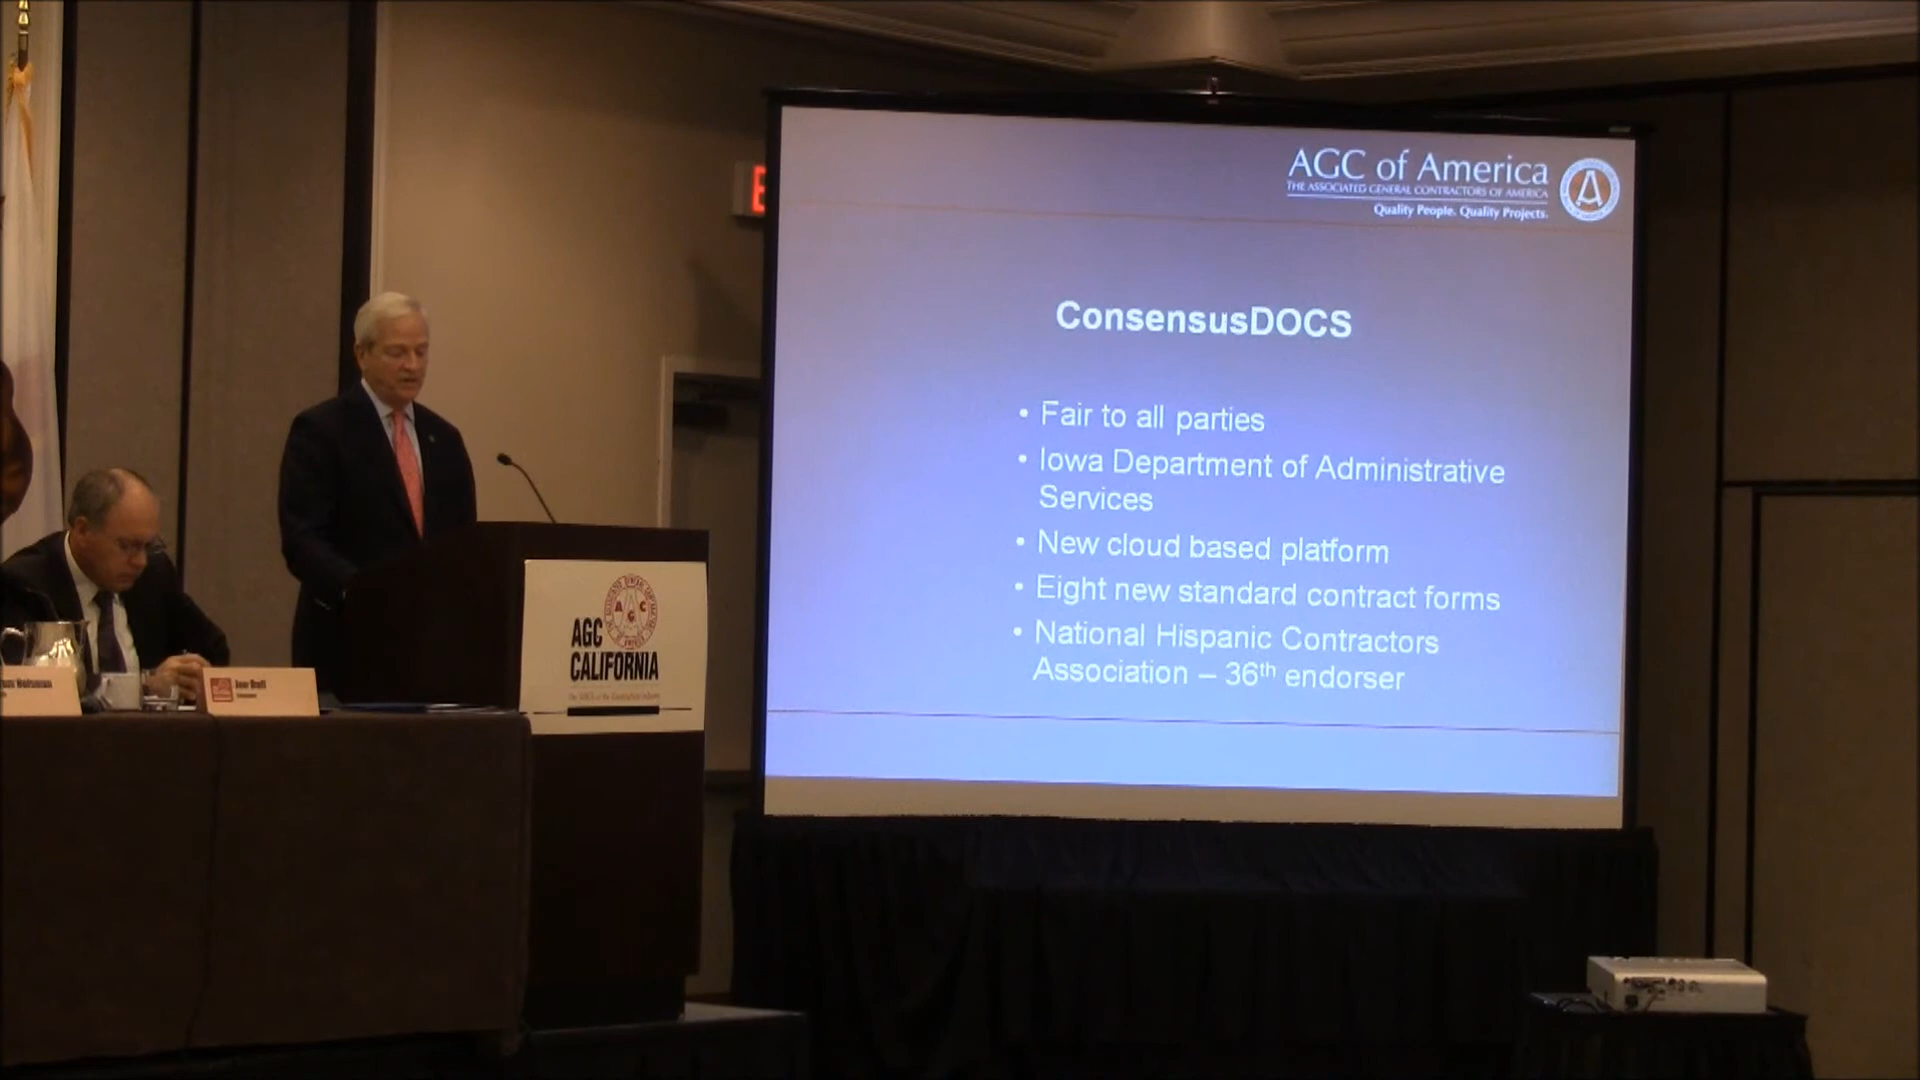 AGC of America
THE ASSOCIATED GENERAL CONTRACTORS OF AMERICA
Quality People. Quality Projects.
ConsensusDOCS
• Fair to all parties
• Iowa Department of Administrative
Services
• New cloud based platform
• Eight new standard contract forms
• National Hispanic Contractors
Association – 36th endorser
AGC
CALIFORNIA